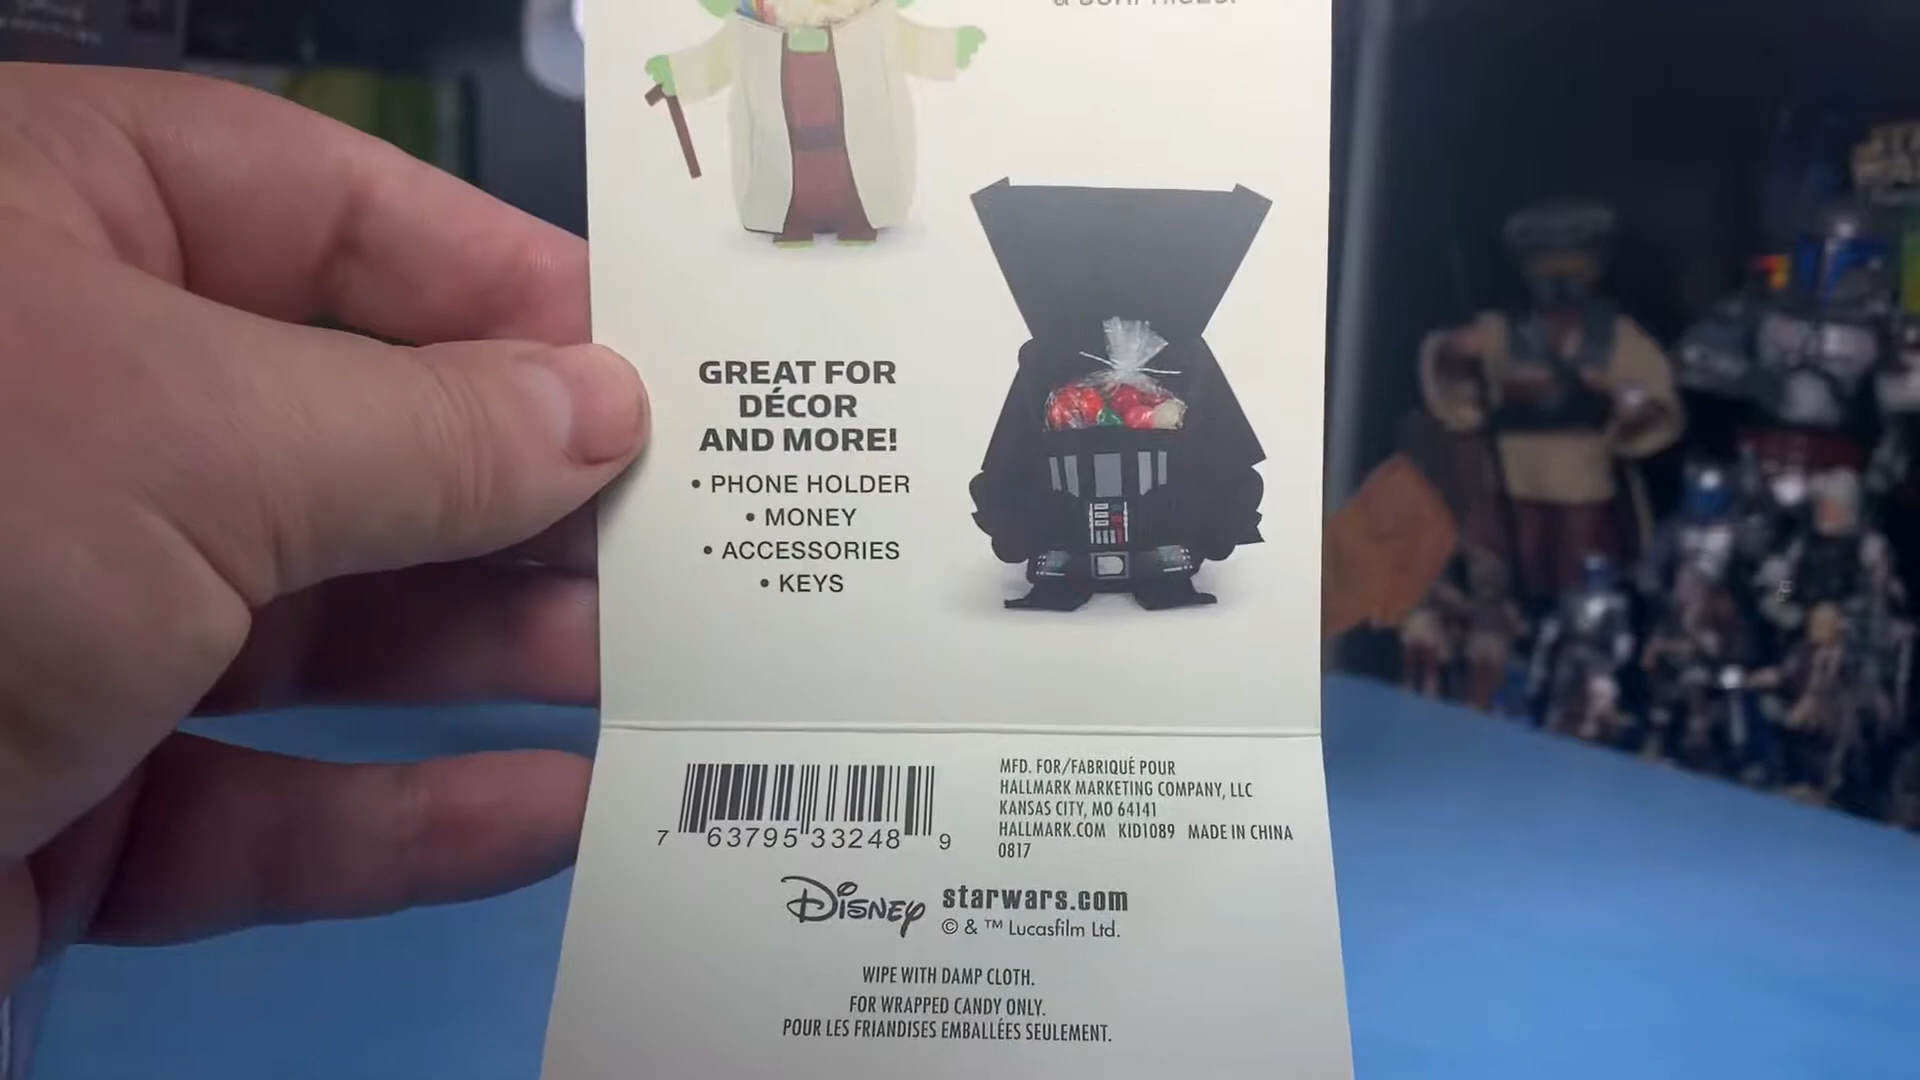 & SURPRISES!
GREAT FOR
DÉCOR
AND MORE!
• PHONE HOLDER
• MONEY
• ACCESSORIES
• KEYS
7 63795 33248 9
MFD. FOR/FABRIQUÉ POUR
HALLMARK MARKETING COMPANY, LLC
KANSAS CITY, MO 64141
HALLMARK.COM KID1089 MADE IN CHINA
0817
Disney starwars.com
© & ™ Lucasfilm Ltd.
WIPE WITH DAMP CLOTH.
FOR WRAPPED CANDY ONLY.
POUR LES FRIANDISES EMBALLÉES SEULEMENT.